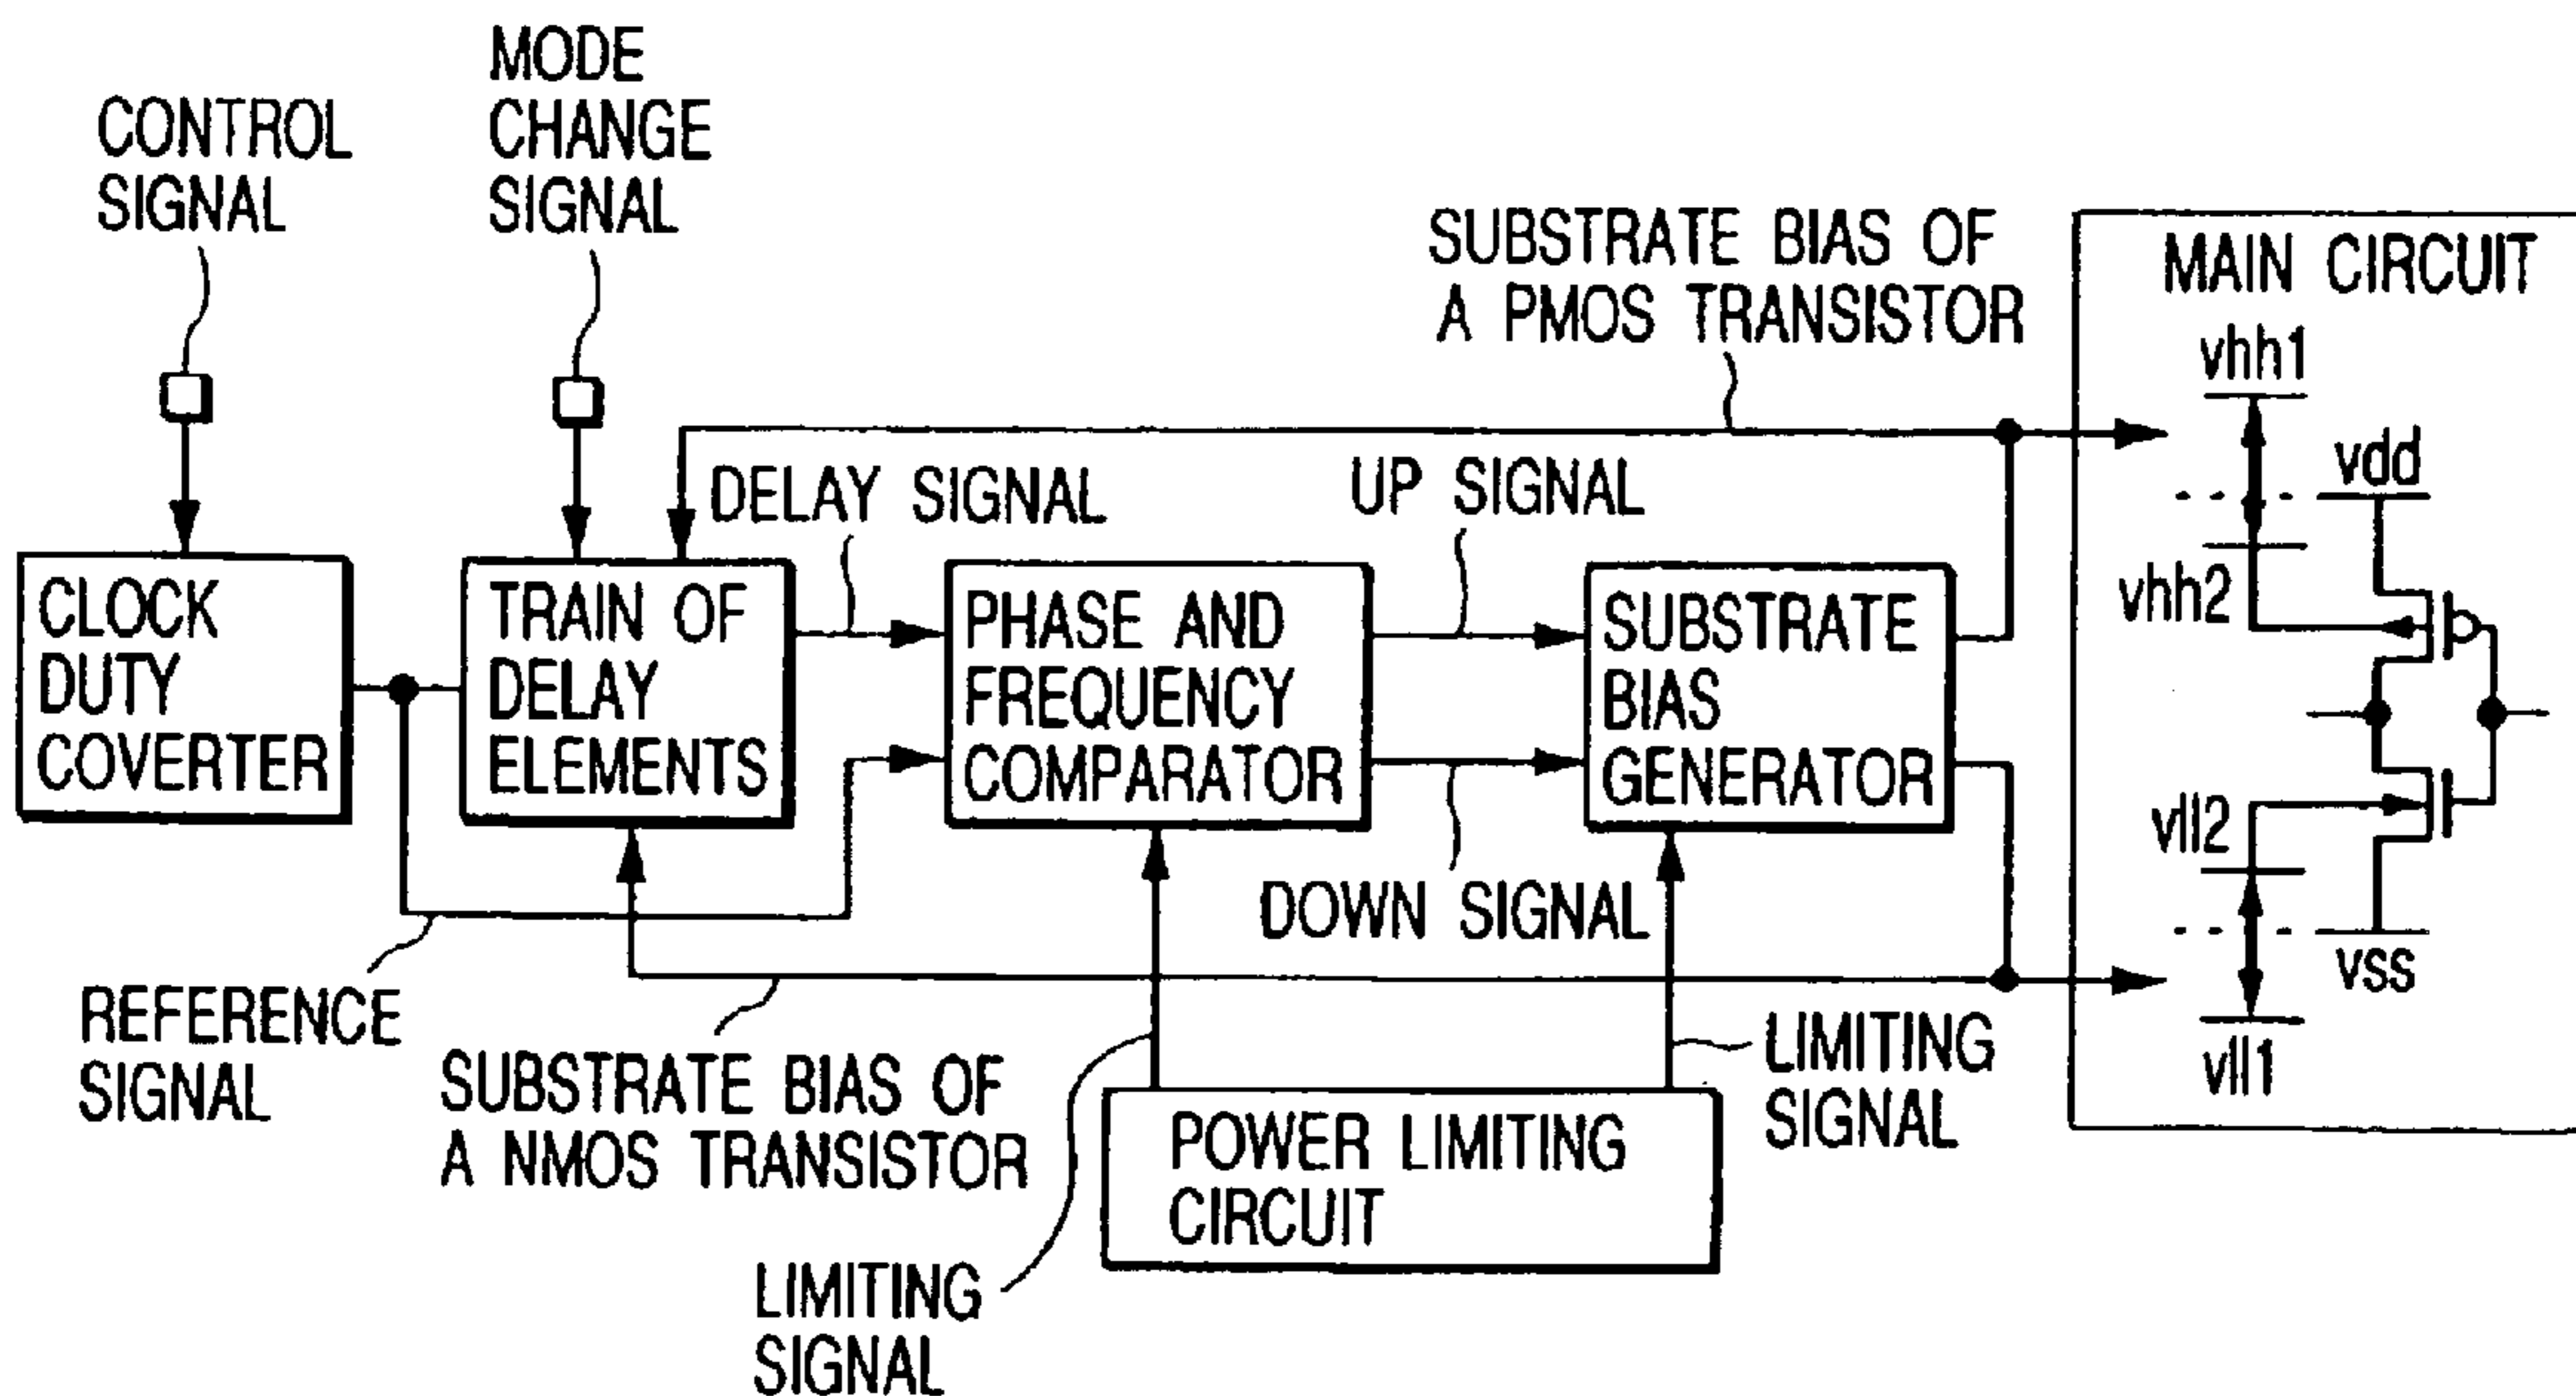 CONTROL
SIGNAL
MODE
CHANGE
SIGNAL
SUBSTRATE BIAS OF
A PMOS TRANSISTOR
MAIN CIRCUIT
vhh1
vdd
vhh2
vll2
vss
vll1
DELAY SIGNAL
UP SIGNAL
CLOCK
DUTY
COVERTER
TRAIN OF
DELAY
ELEMENTS
PHASE AND
FREQUENCY
COMPARATOR
SUBSTRATE
BIAS
GENERATOR
DOWN SIGNAL
REFERENCE
SIGNAL
SUBSTRATE BIAS OF
A NMOS TRANSISTOR
LIMITING
SIGNAL
POWER LIMITING
CIRCUIT
LIMITING
SIGNAL